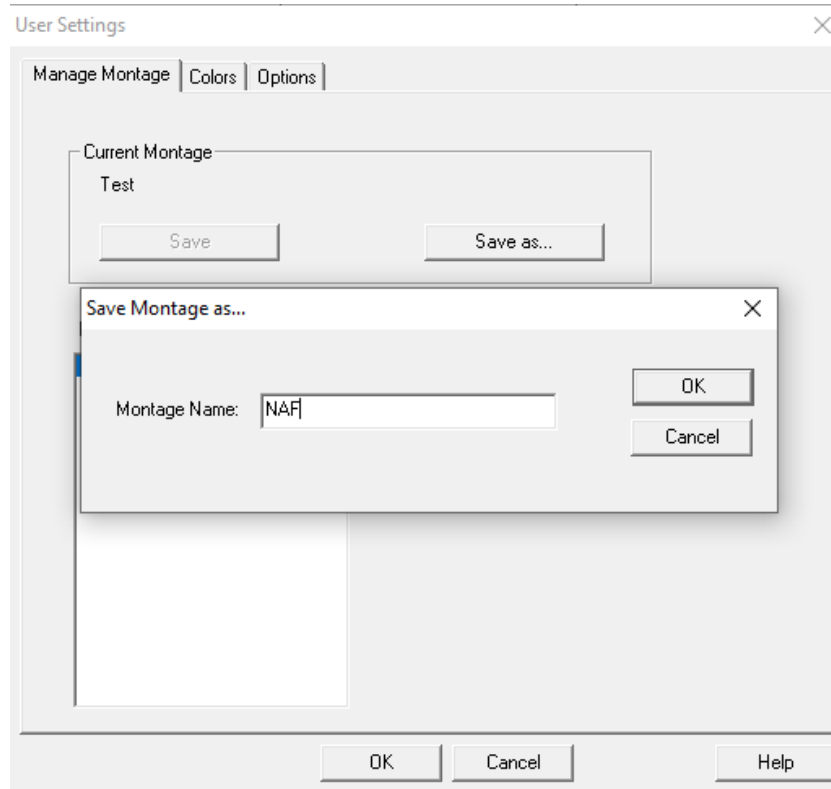 User Settings
Manage Montage Colors Options
Current Montage
Test
Save Save as...
Save Montage as...
Montage Name: NAF
OK
Cancel
OK Cancel Help